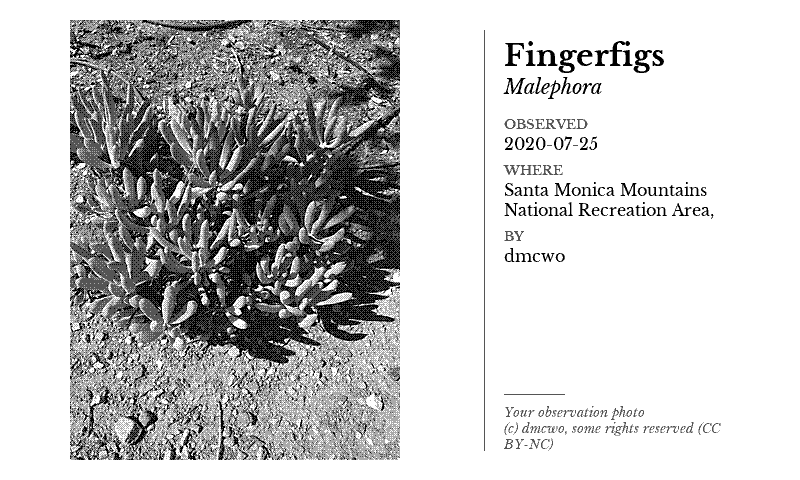 Fingerfigs
Malephora
OBSERVED
2020-07-25
WHERE
Santa Monica Mountains
National Recreation Area,
BY
dmcwo
Your observation photo
(c) dmcwo, some rights reserved (CC
BY-NC)